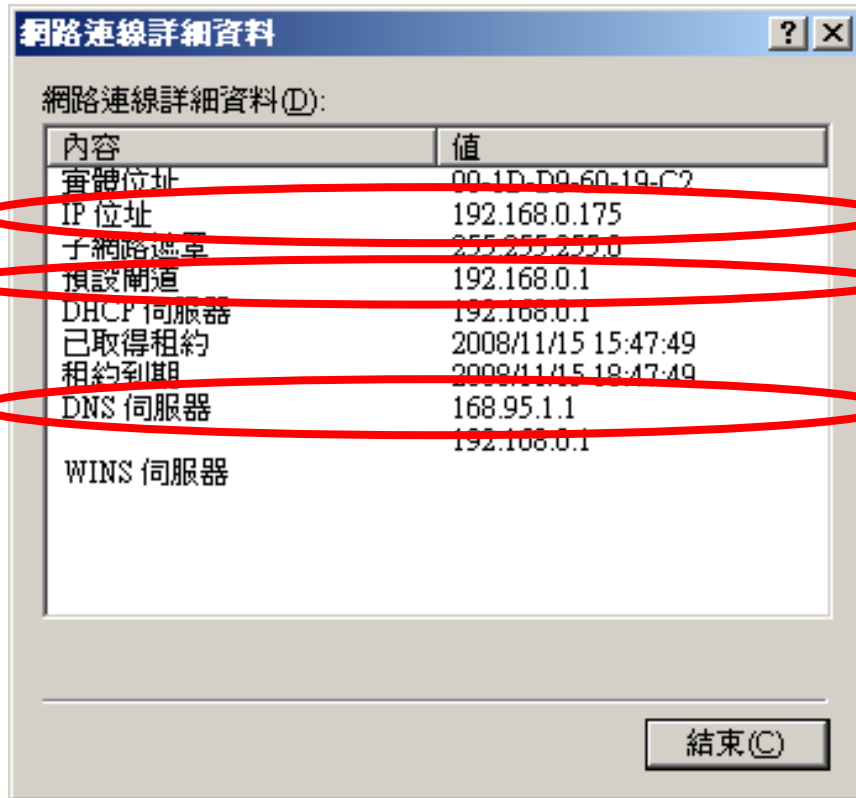 網路連線詳細資料
網路連線詳細資料(D):
內容 值
實體位址 00-1D-D9-60-19-C2
IP 位址 192.168.0.175
子網路遮罩 255.255.255.0
預設閘道 192.168.0.1
DHCP 伺服器 192.168.0.1
已取得租約 2008/11/15 15:47:49
租約到期 2008/11/15 18:47:49
DNS 伺服器 168.95.1.1
192.168.0.1
WINS 伺服器
結束(C)